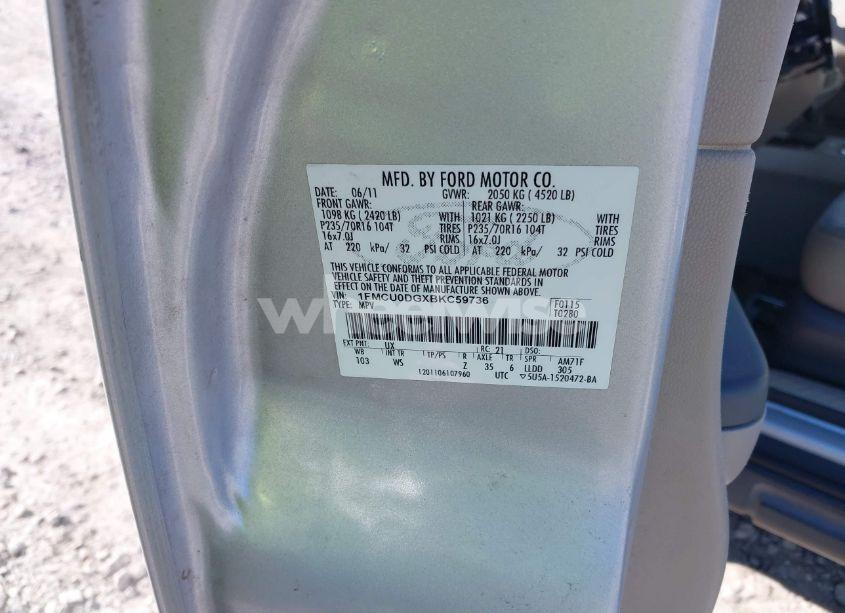 MFD. BY FORD MOTOR CO.
DATE: 06/11 GVWR: 2050 KG ( 4520 LB)
FRONT GAWR: REAR GAWR:
1098 KG ( 2420 LB) WITH 1021 KG ( 2250 LB) WITH
P235/70R16 104T TIRES P235/70R16 104T TIRES
16x7.0J RIMS 16x7.0J RIMS
AT 220 kPa/ 32 PSI COLD AT 220 kPa/ 32 PSI COLD
THIS VEHICLE CONFORMS TO ALL APPLICABLE FEDERAL MOTOR
VEHICLE SAFETY AND THEFT PREVENTION STANDARDS IN
EFFECT ON THE DATE OF MANUFACTURE SHOWN ABOVE.
VIN: 1FMCU0DGXBKC59736 F0115
TYPE: MPV T0280
EXT PNT: UX RC: 21 DSO:
WB INT TR TP/PS R AXLE TR SPR AM71F
103 WS Z 35 6 LLDD 305
1201106107960 UTC ▽5U5A-1520472-BA